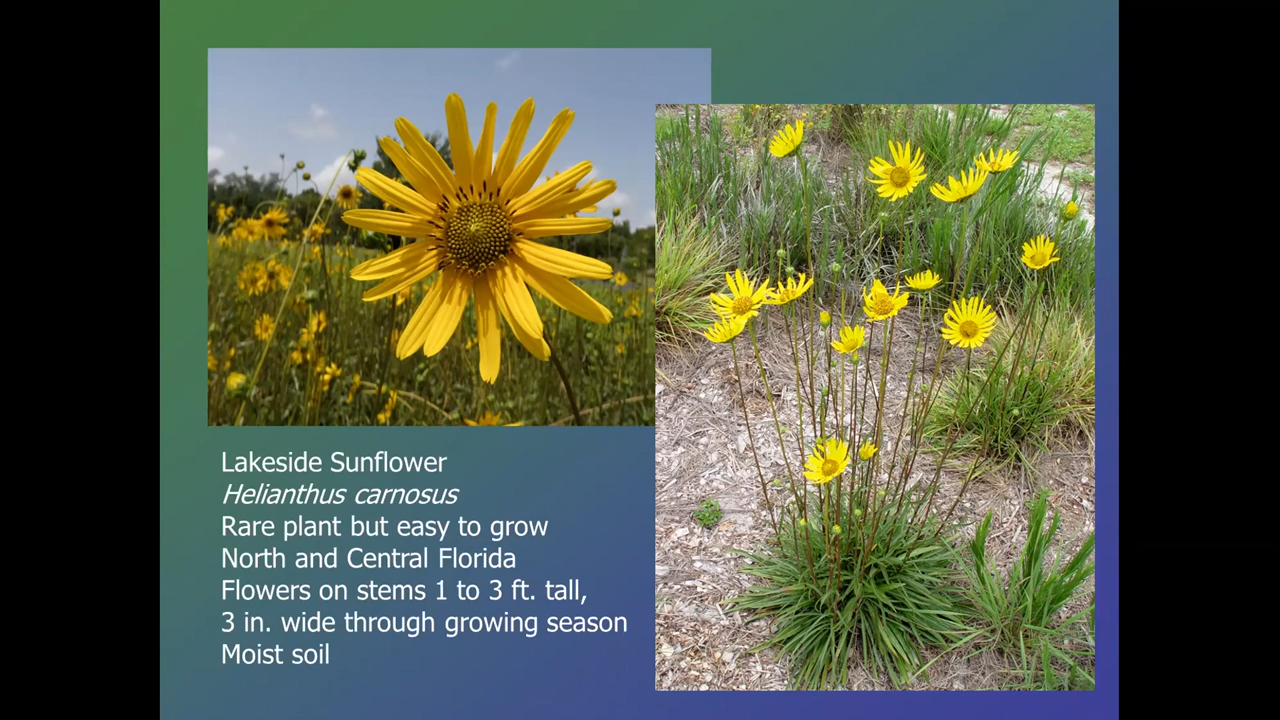 Lakeside Sunflower
Helianthus carnosus
Rare plant but easy to grow
North and Central Florida
Flowers on stems 1 to 3 ft. tall,
3 in. wide through growing season
Moist soil